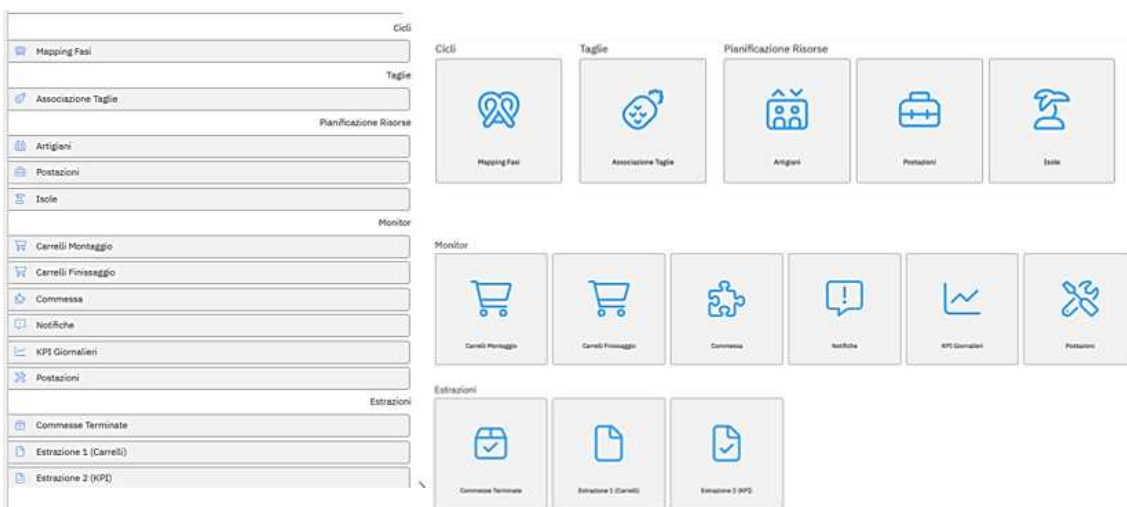 Cicli
Mapping Fasi
Taglie
Associazione Taglie
Pianificazione Risorse
Artigiani
Postazioni
Isole
Monitor
Carrelli Montaggio
Carrelli Finissaggio
Commessa
Notifiche
KPI Giornalieri
Postazioni
Estrazioni
Commesse Terminate
Estrazione 1 (Carrelli)
Estrazione 2 (KPI)
Cicli Taglie Pianificazione Risorse
Mapping Fasi Associazione Taglie Artigiani Postazioni Isole
Monitor
Carrelli Montaggio Carrelli Finissaggio Commessa Notifiche KPI Giornalieri Postazioni
Estrazioni
Commesse Terminate Estrazione 1 (Carrelli) Estrazione 2 (KPI)